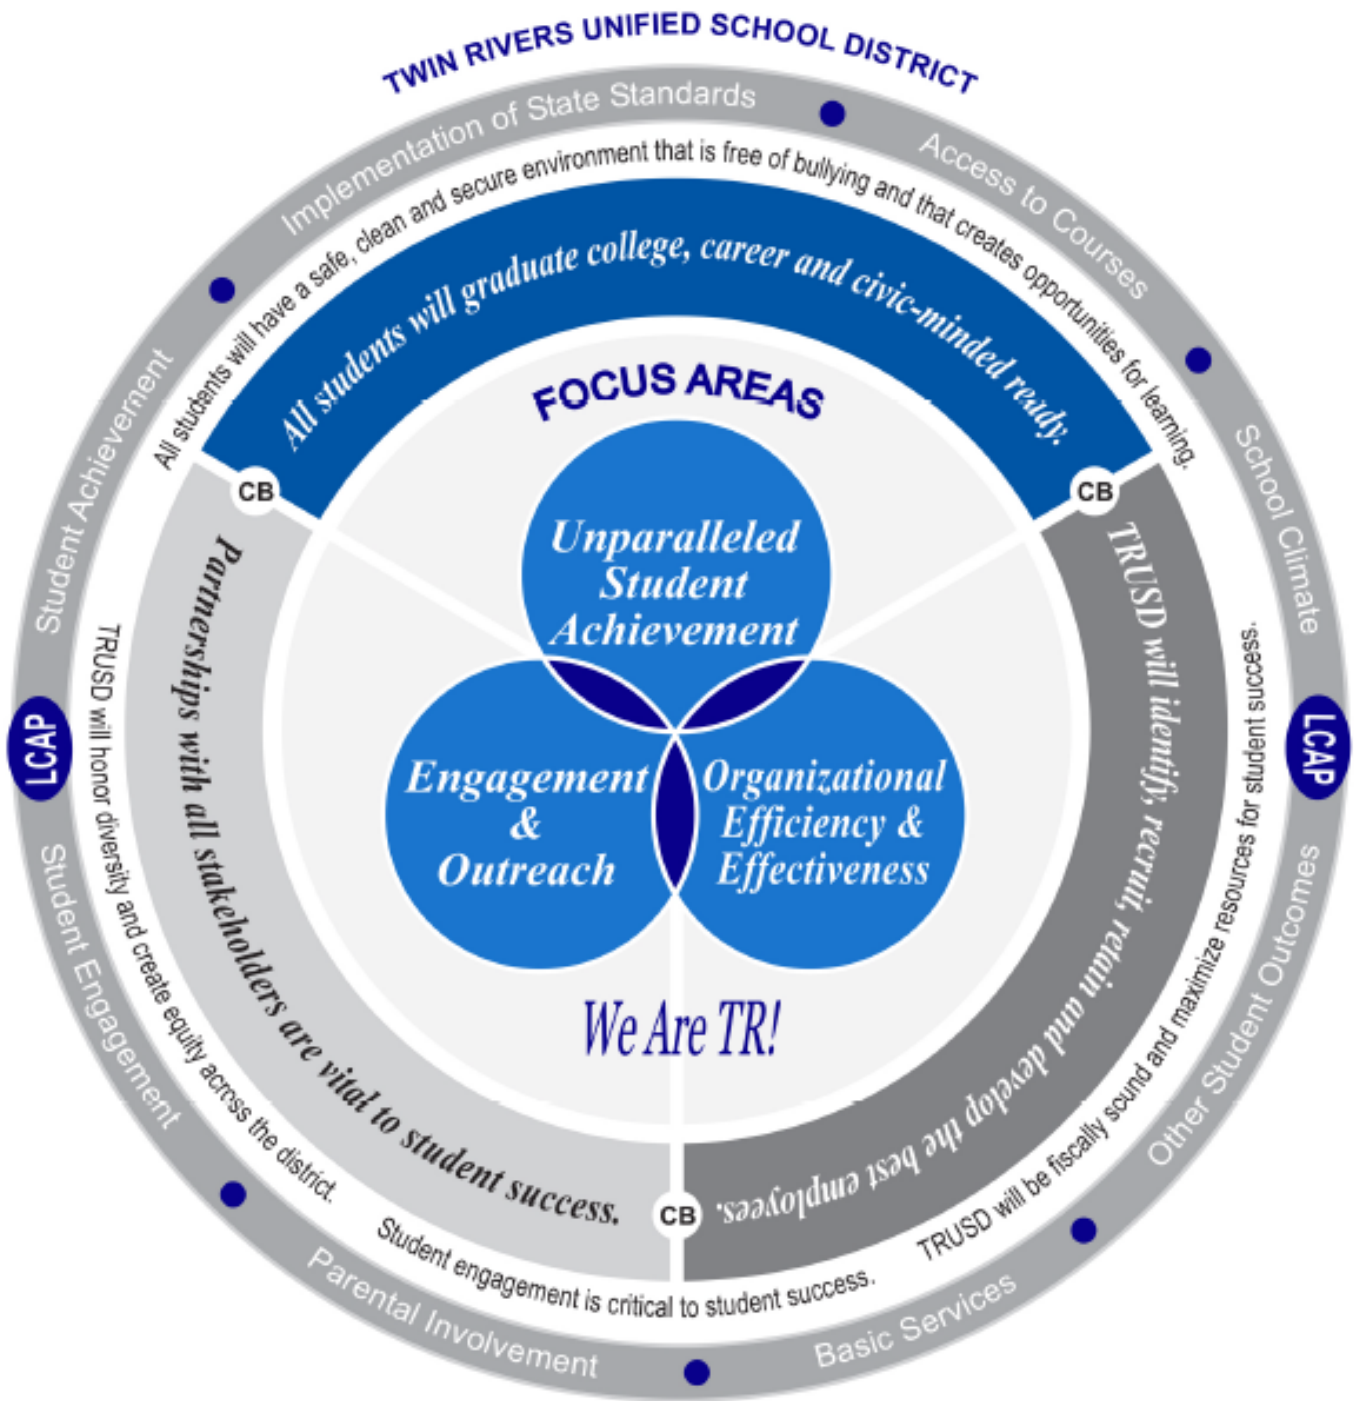 TWIN RIVERS UNIFIED SCHOOL DISTRICT
Implementation of State Standards
Access to Courses
School Climate
LCAP
Other Student Outcomes
Basic Services
Parental Involvement
Student Engagement
LCAP
Student Achievement
All students will have a safe, clean and secure environment that is free of bullying and that creates opportunities for learning.
TRUSD will be fiscally sound and maximize resources for student success.
Student engagement is critical to student success.
TRUSD will honor diversity and create equity across the district.
All students will graduate college, career and civic-minded ready.
CB
TRUSD will identify, recruit, retain and develop the best employees.
CB
Partnerships with all stakeholders are vital to student success.
CB
FOCUS AREAS
Unparalleled
Student
Achievement
Engagement
&
Outreach
Organizational
Efficiency &
Effectiveness
We Are TR!